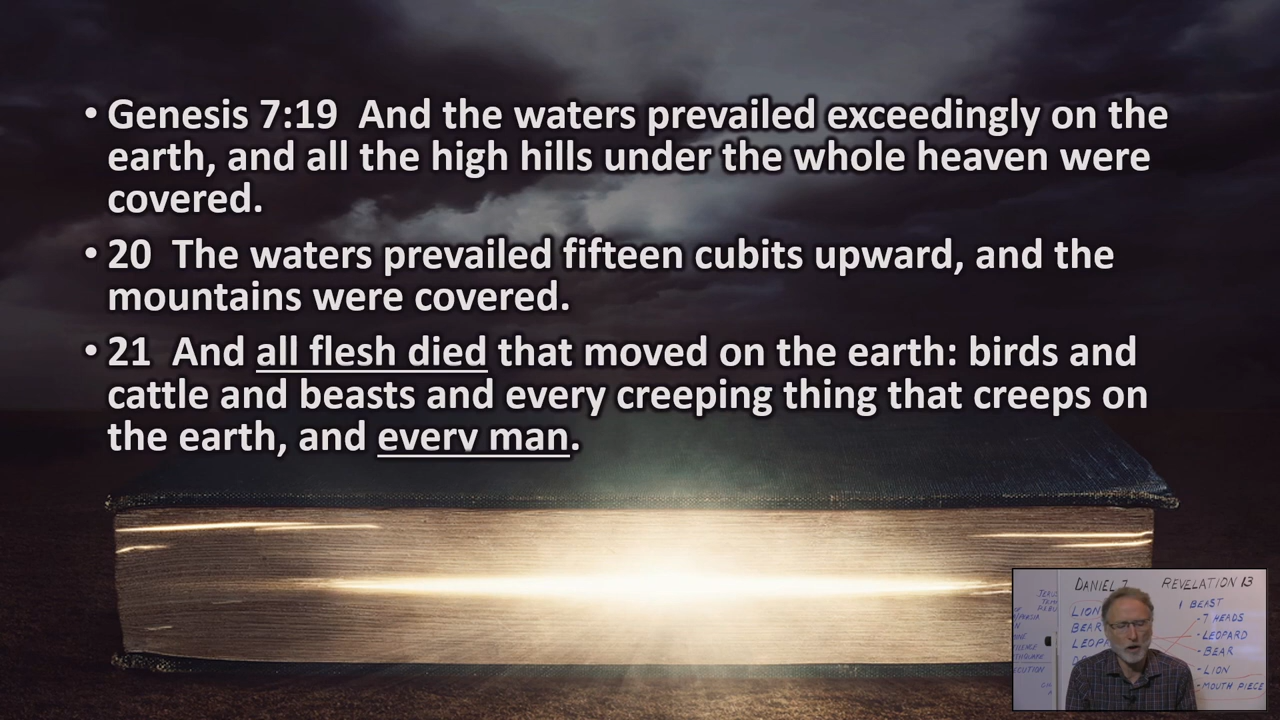 • Genesis 7:19  And the waters prevailed exceedingly on the
earth, and all the high hills under the whole heaven were
covered.
• 20  The waters prevailed fifteen cubits upward, and the
mountains were covered.
• 21  And all flesh died that moved on the earth: birds and
cattle and beasts and every creeping thing that creeps on
the earth, and every man.
DANIEL 7
LION
BEAR
REVELATION 13
1 BEAST
- 7 HEADS
- LEOPARD
- BEAR
- LION
- MOUTH PIECE